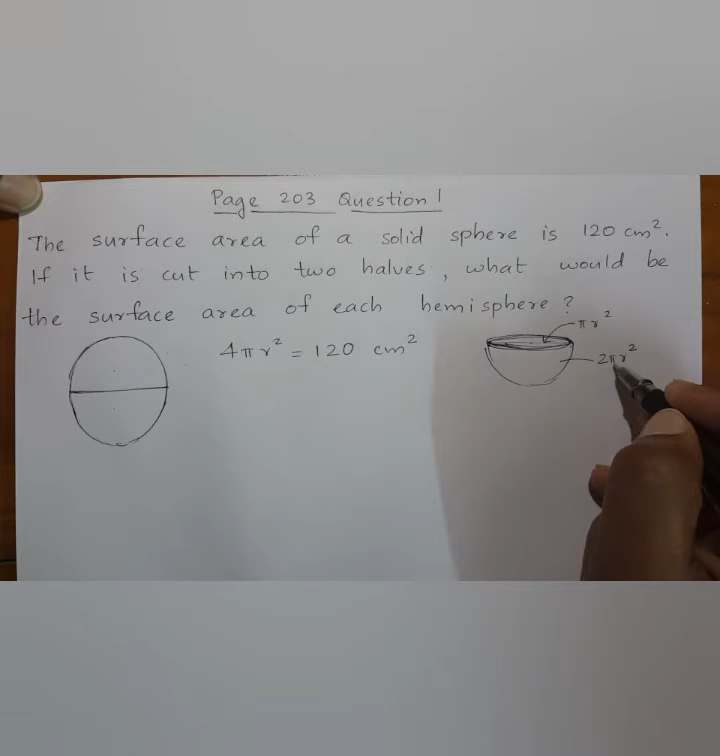 Page 203 Question 1
The surface area of a solid sphere is 120 cm².
If it is cut into two halves, what would be
the surface area of each hemisphere?
πr²
4πr² = 120 cm²
2πr²